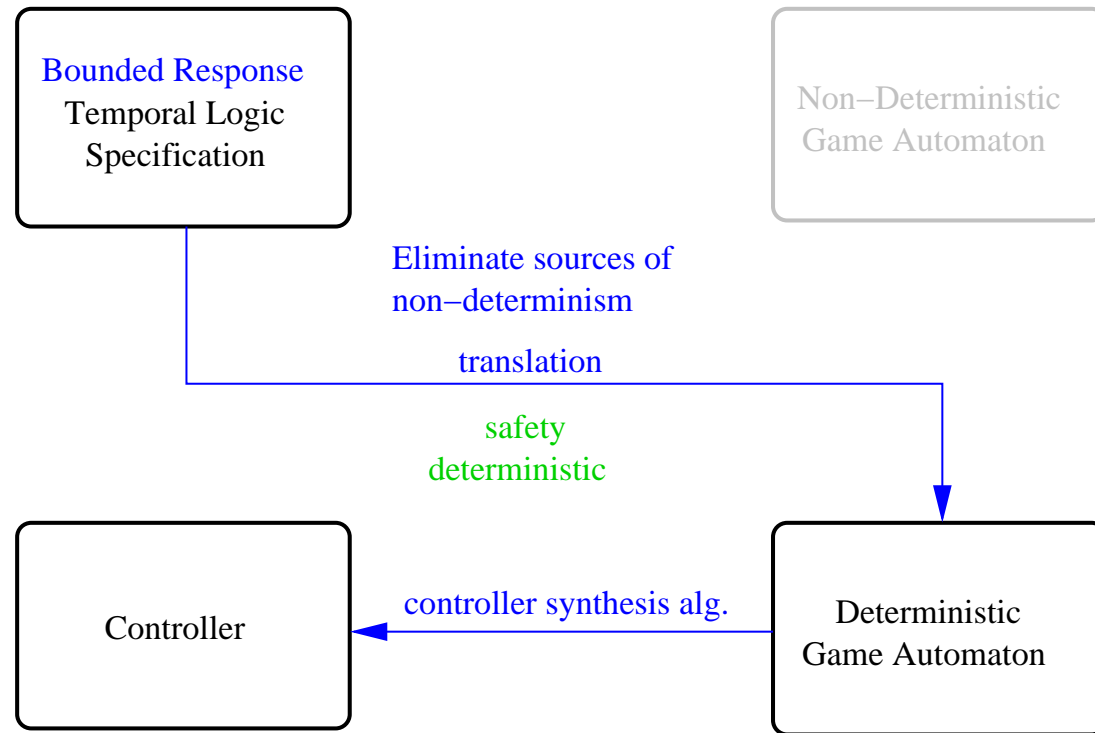 Bounded Response
Temporal Logic
Specification
Non−Deterministic
Game Automaton
Eliminate sources of
non−determinism
translation
safety
deterministic
Controller
controller synthesis alg.
Deterministic
Game Automaton